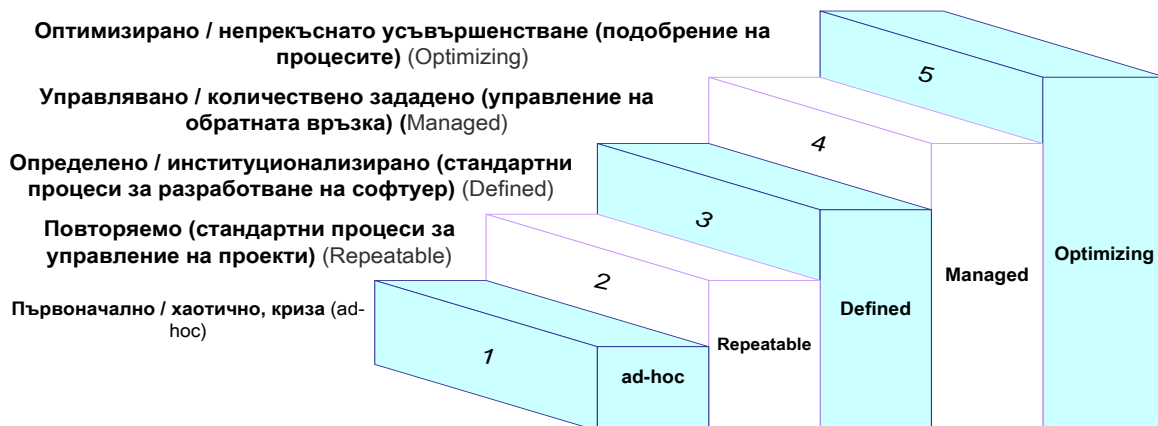 Оптимизирано / непрекъснато усъвършенстване (подобрение на
процесите) (Optimizing)
Управлявано / количествено зададено (управление на
обратната връзка) (Managed)
Определено / институционализирано (стандартни
процеси за разработване на софтуер) (Defined)
Повторяемо (стандартни процеси за
управление на проекти) (Repeatable)
Първоначално / хаотично, криза (ad-
hoc)
5
4
3
2
1
Optimizing
Managed
Defined
Repeatable
ad-hoc